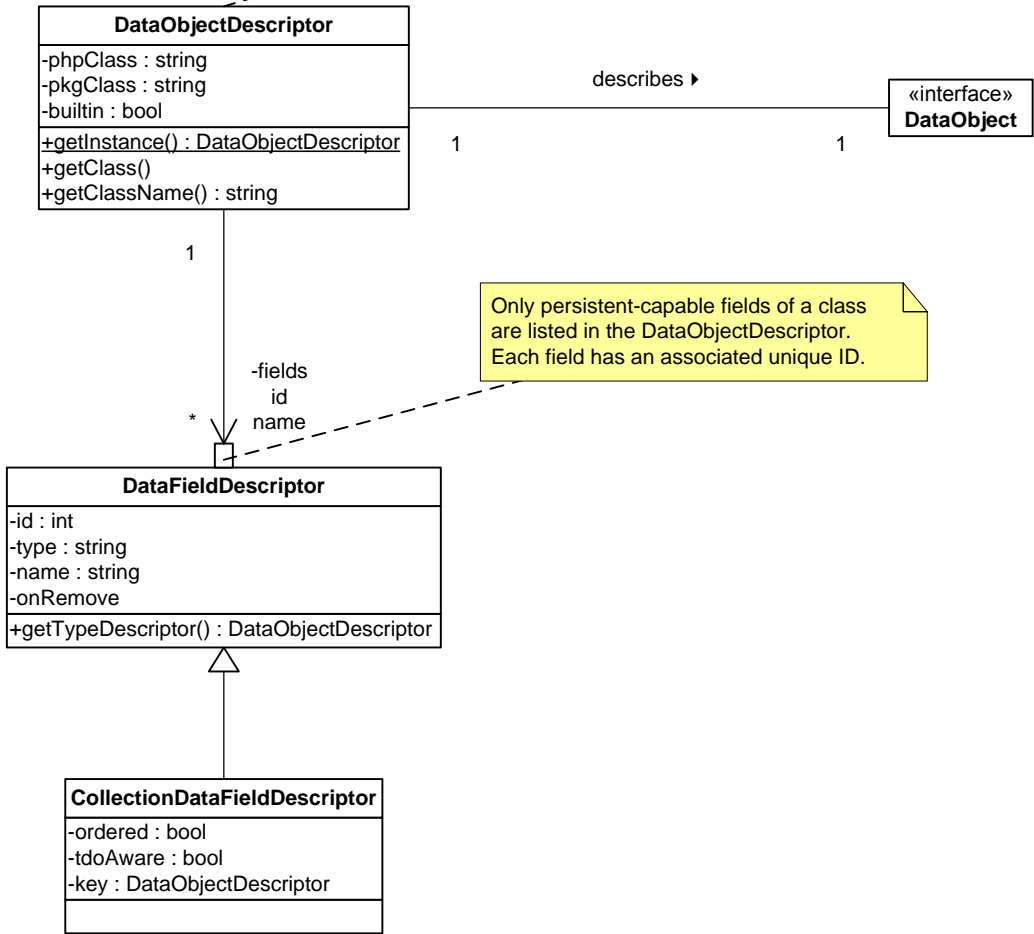 DataObjectDescriptor
-phpClass : string
-pkgClass : string
-builtin : bool
+getInstance() : DataObjectDescriptor
+getClass()
+getClassName() : string
describes
1
1
«interface»
DataObject
1
Only persistent-capable fields of a class
are listed in the DataObjectDescriptor.
Each field has an associated unique ID.
-fields
id
name
*
DataFieldDescriptor
-id : int
-type : string
-name : string
-onRemove
+getTypeDescriptor() : DataObjectDescriptor
CollectionDataFieldDescriptor
-ordered : bool
-tdoAware : bool
-key : DataObjectDescriptor